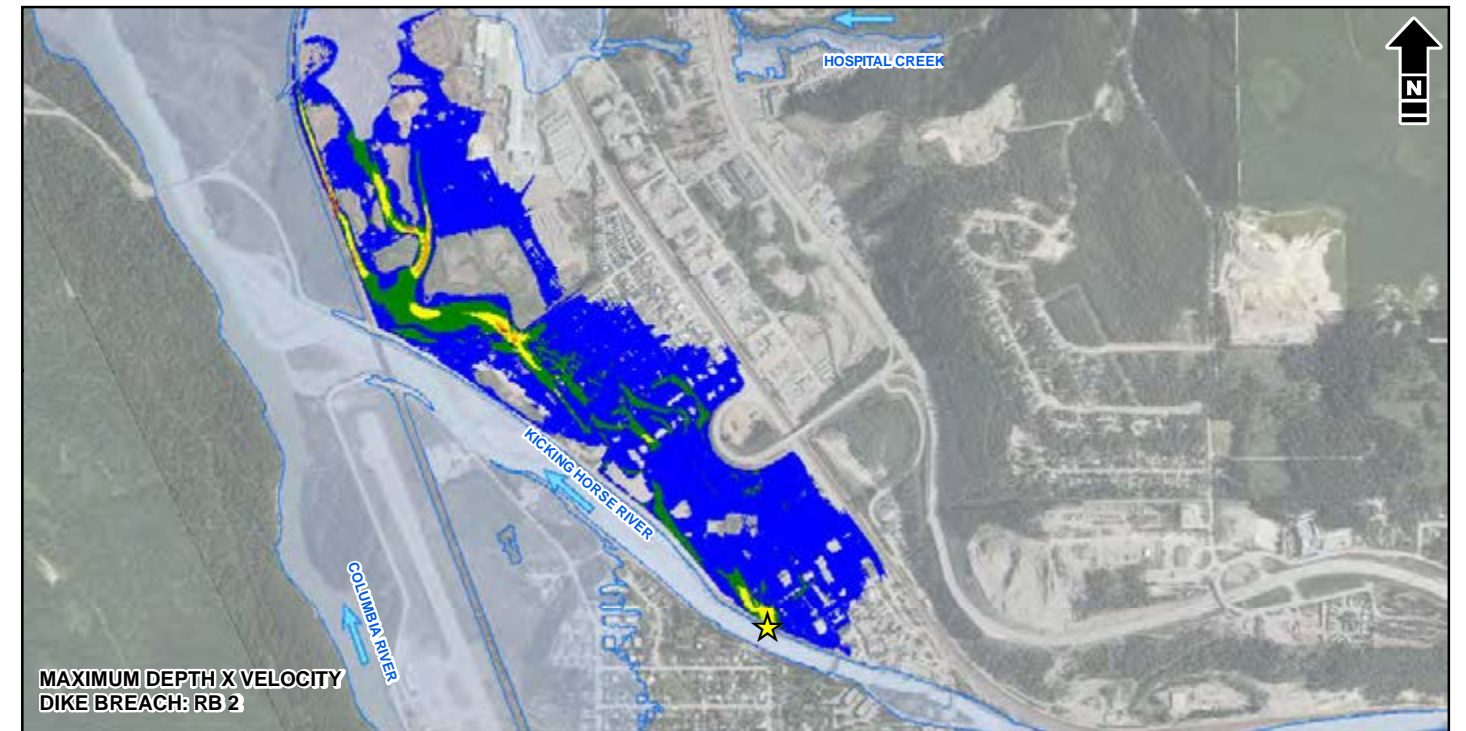 HOSPITAL CREEK
N
KICKING HORSE RIVER
COLUMBIA RIVER
MAXIMUM DEPTH X VELOCITY
DIKE BREACH: RB 2